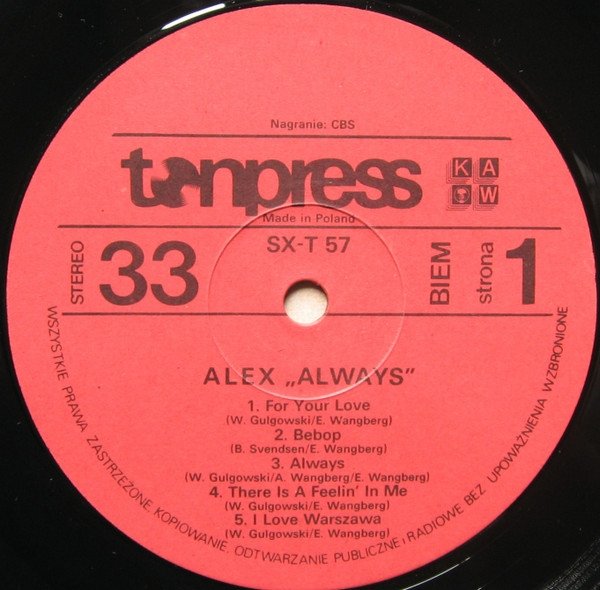 Nagranie: CBS
tonpress
K A W
Made in Poland
SX-T 57
STEREO 33
BIEM strona 1
ALEX „ALWAYS”
1. For Your Love
(W. Gulgowski/E. Wangberg)
2. Bebop
(B. Svendsen/E. Wangberg)
3. Always
(W. Gulgowski/A. Wangberg/E. Wangberg)
4. There Is A Feelin' In Me
(W. Gulgowski/E. Wangberg)
5. I Love Warszawa
(W. Gulgowski/E. Wangberg)
WSZYSTKIE PRAWA ZASTRZEŻONE. KOPIOWANIE, ODTWARZANIE PUBLICZNE I RADIOWE BEZ UPOWAŻNIENIA WZBRONIONE